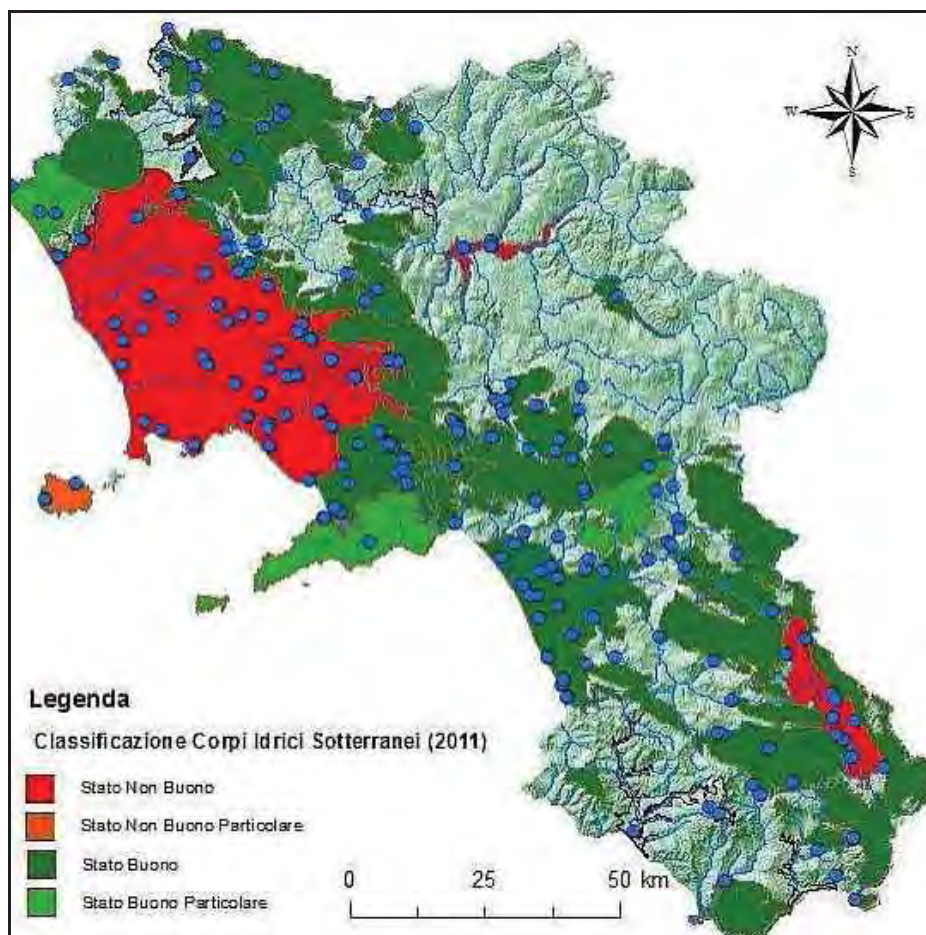 N
W E
S
Legenda
Classificazione Corpi Idrici Sotterranei (2011)
Stato Non Buono
Stato Non Buono Particolare
Stato Buono
Stato Buono Particolare
0 25 50 km